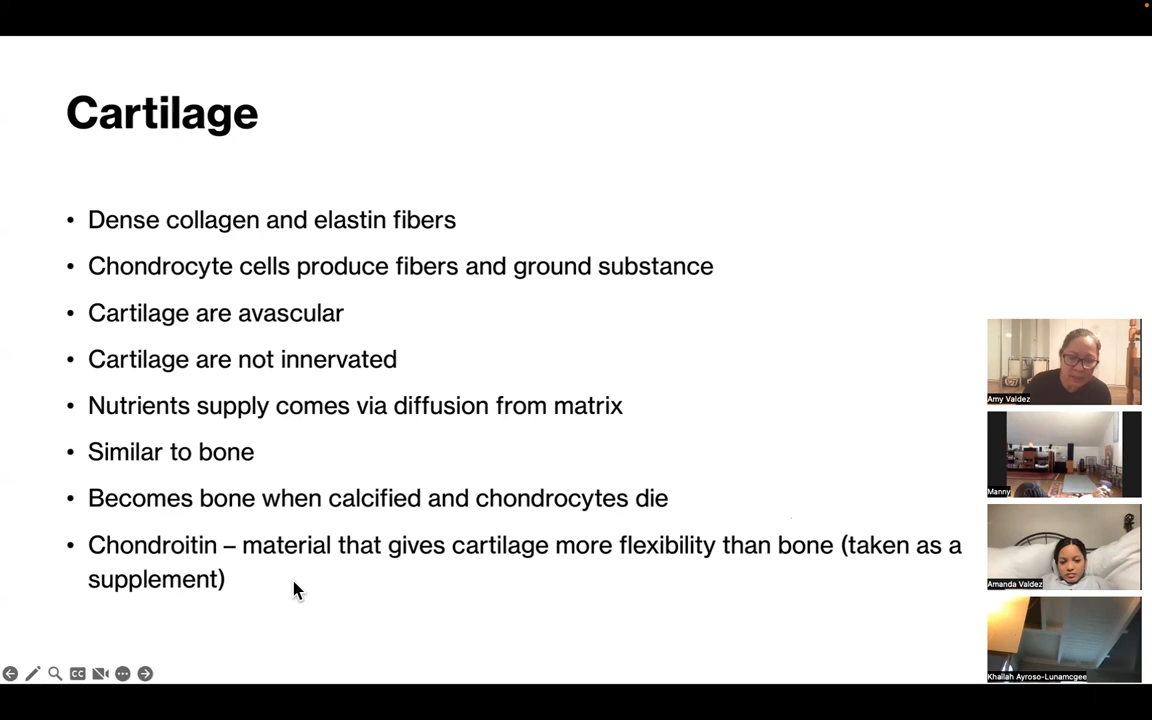 Cartilage
• Dense collagen and elastin fibers
• Chondrocyte cells produce fibers and ground substance
• Cartilage are avascular
• Cartilage are not innervated
• Nutrients supply comes via diffusion from matrix
• Similar to bone
• Becomes bone when calcified and chondrocytes die
• Chondroitin – material that gives cartilage more flexibility than bone (taken as a
supplement)
Amy Valdez
Manny
Amanda Valdez
Khailah Ayroso-Lunamcgee
CC